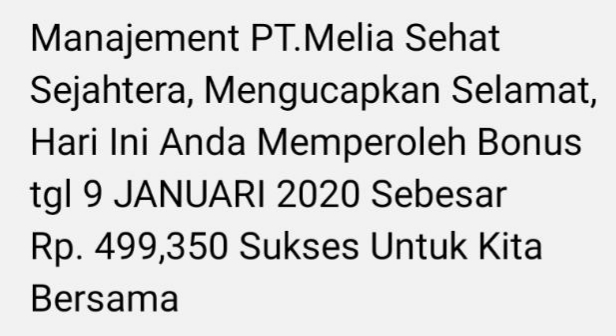 Manajement PT.Melia Sehat
Sejahtera, Mengucapkan Selamat,
Hari Ini Anda Memperoleh Bonus
tgl 9 JANUARI 2020 Sebesar
Rp. 499,350 Sukses Untuk Kita
Bersama